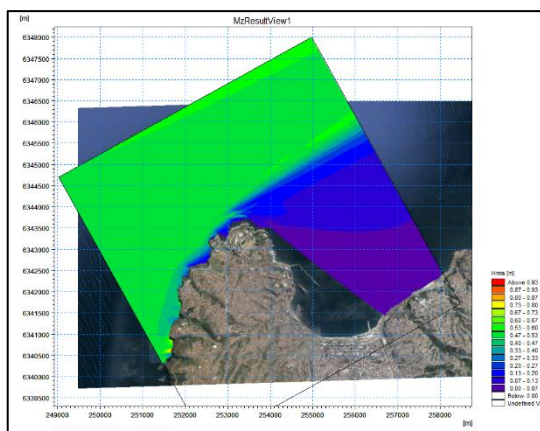 MzResultView1
[m]
6348000
6347500
6347000
6346500
6346000
6345500
6345000
6344500
6344000
6343500
6343000
6342500
6342000
6341500
6341000
6340500
6340000
6339500
249000 250000 251000 252000 253000 254000 255000 256000 257000 258000
[m]
Hrms [m]
Above 0.93
0.87 - 0.93
0.80 - 0.87
0.73 - 0.80
0.67 - 0.73
0.60 - 0.67
0.53 - 0.60
0.47 - 0.53
0.40 - 0.47
0.33 - 0.40
0.27 - 0.33
0.20 - 0.27
0.13 - 0.20
0.07 - 0.13
0.00 - 0.07
Below 0.00
Undefined V